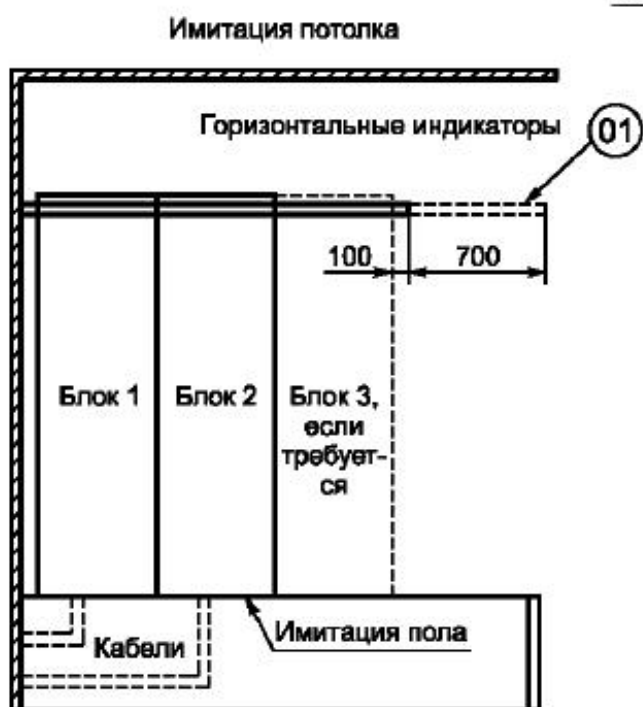 Имитация потолка
Горизонтальные индикаторы
01
100
700
Блок 1
Блок 2
Блок 3,
если
требует-
ся
Имитация пола
Кабели